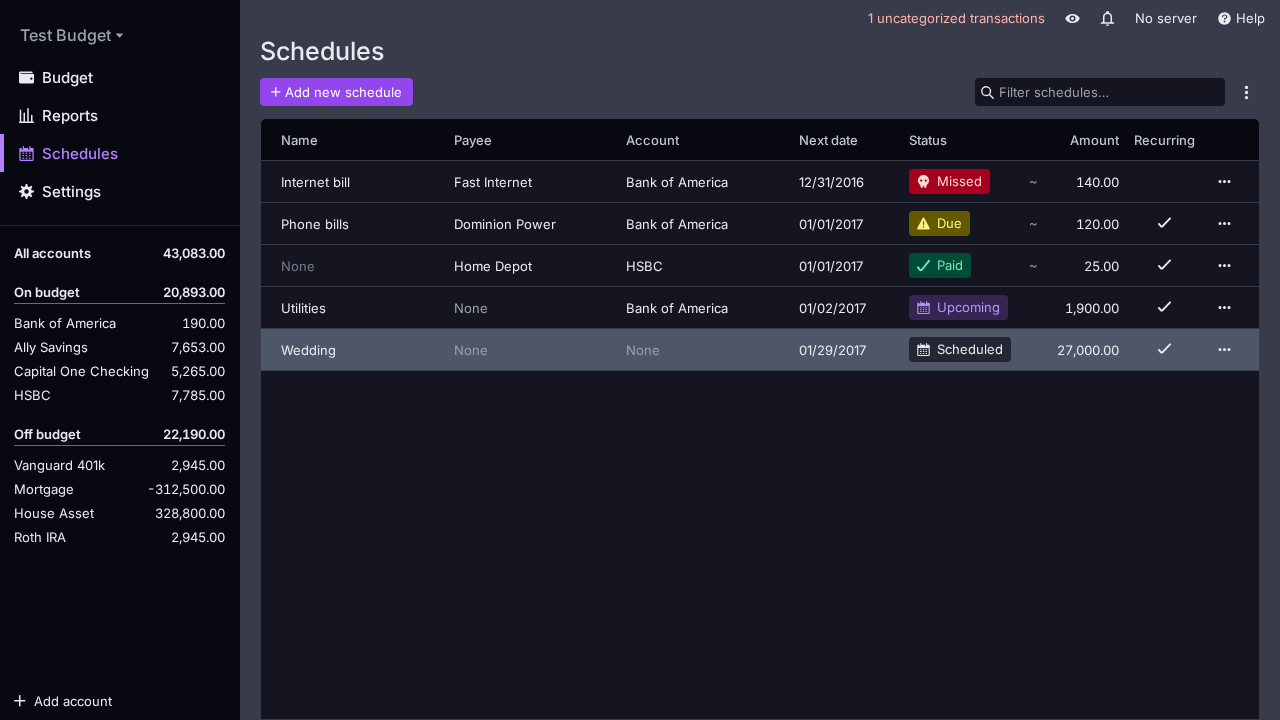 Test Budget
Budget
Reports
Schedules
Settings
All accounts 43,083.00
On budget 20,893.00
Bank of America 190.00
Ally Savings 7,653.00
Capital One Checking 5,265.00
HSBC 7,785.00
Off budget 22,190.00
Vanguard 401k 2,945.00
Mortgage -312,500.00
House Asset 328,800.00
Roth IRA 2,945.00
Add account
1 uncategorized transactions No server Help
Schedules
Add new schedule
Filter schedules...
Name Payee Account Next date Status Amount Recurring
Internet bill Fast Internet Bank of America 12/31/2016 Missed ~ 140.00
Phone bills Dominion Power Bank of America 01/01/2017 Due ~ 120.00
None Home Depot HSBC 01/01/2017 Paid ~ 25.00
Utilities None Bank of America 01/02/2017 Upcoming 1,900.00
Wedding None None 01/29/2017 Scheduled 27,000.00